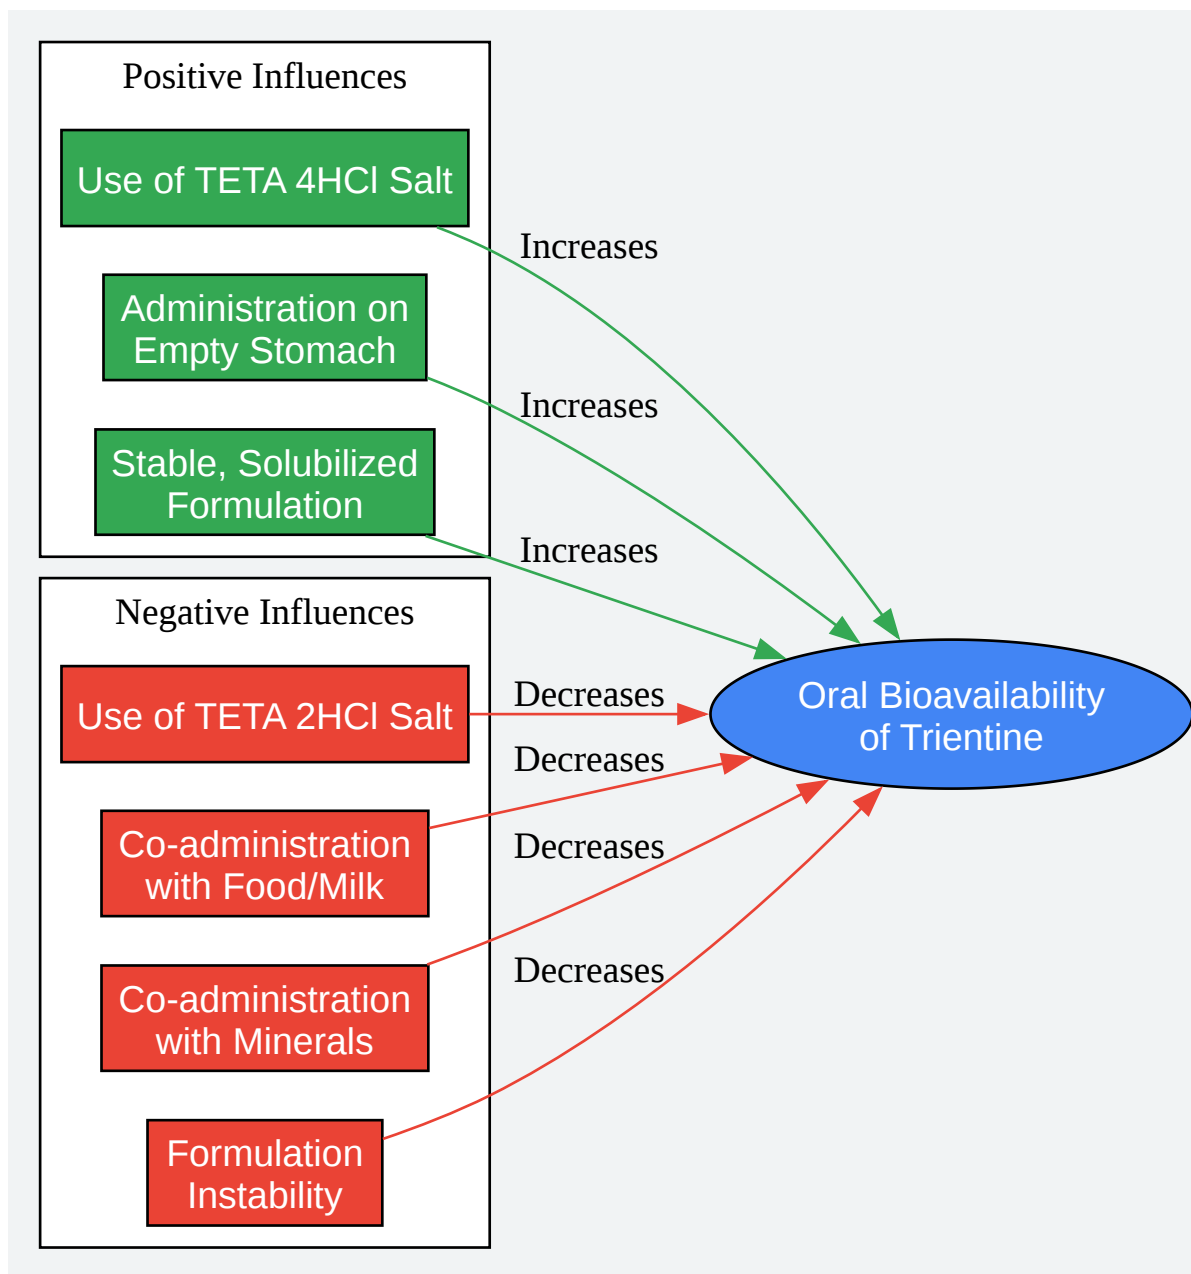 Positive Influences
Use of TETA 4HCl Salt
Increases
Administration on
Empty Stomach
Increases
Stable, Solubilized
Formulation
Increases
Negative Influences
Use of TETA 2HCl Salt
Decreases
Oral Bioavailability
of Trientine
Decreases
Co-administration
with Food/Milk
Decreases
Co-administration
with Minerals
Decreases
Formulation
Instability